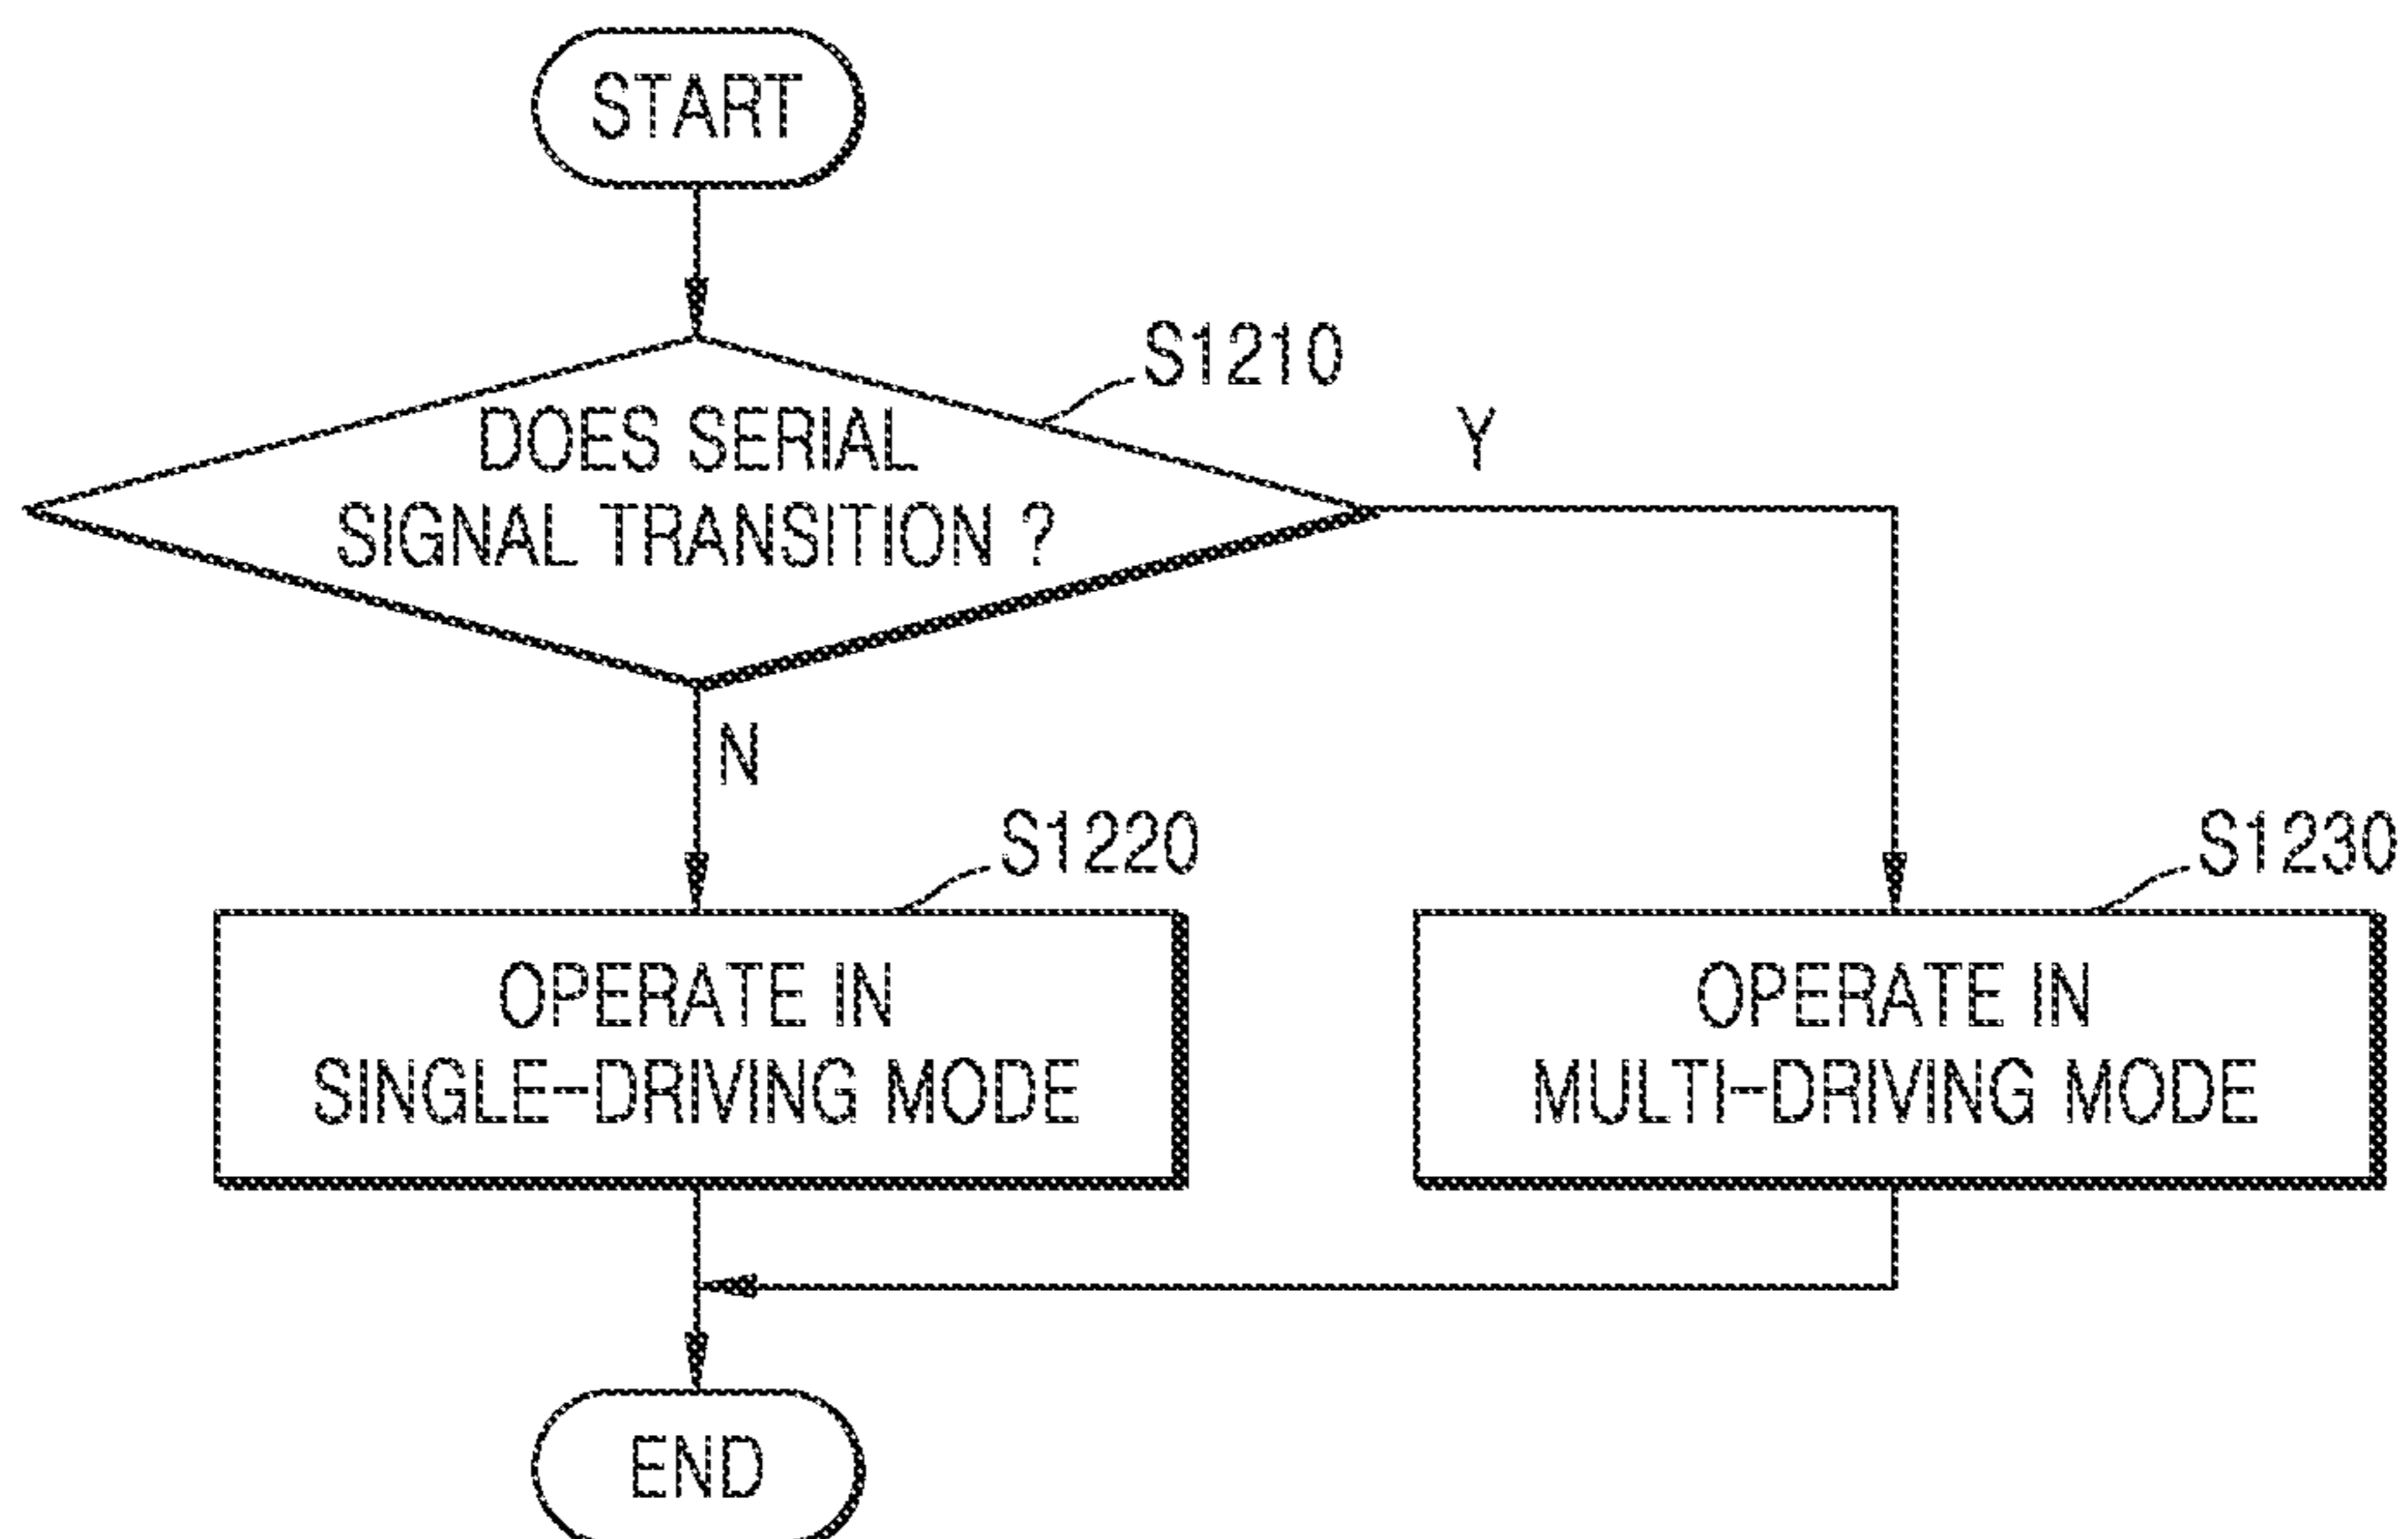 START
S1210
DOES SERIAL
SIGNAL TRANSITION ?
Y
N
S1220
S1230
OPERATE IN
SINGLE-DRIVING MODE
OPERATE IN
MULTI-DRIVING MODE
END